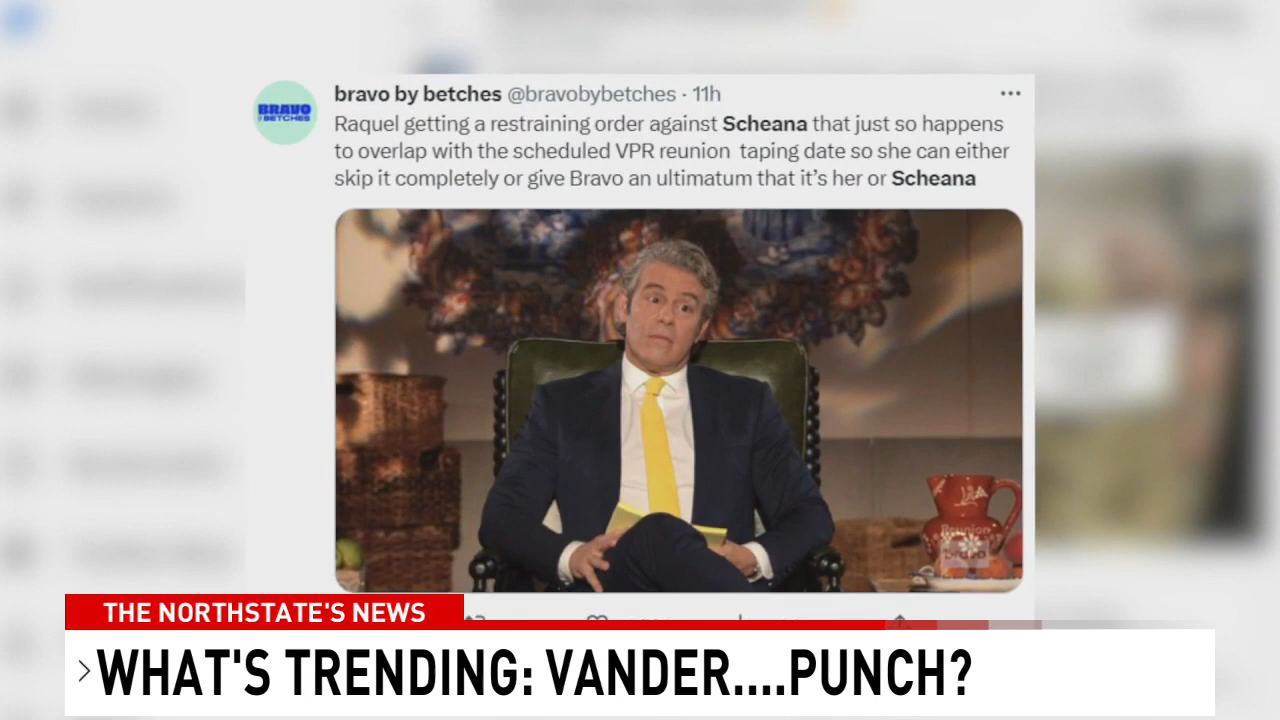 bravo by betches @bravobybetches · 11h
BRAVO
BY BETCHES
Raquel getting a restraining order against Scheana that just so happens
to overlap with the scheduled VPR reunion taping date so she can either
skip it completely or give Bravo an ultimatum that it's her or Scheana
Reunion
bravo
THE NORTHSTATE'S NEWS
WHAT'S TRENDING: VANDER....PUNCH?